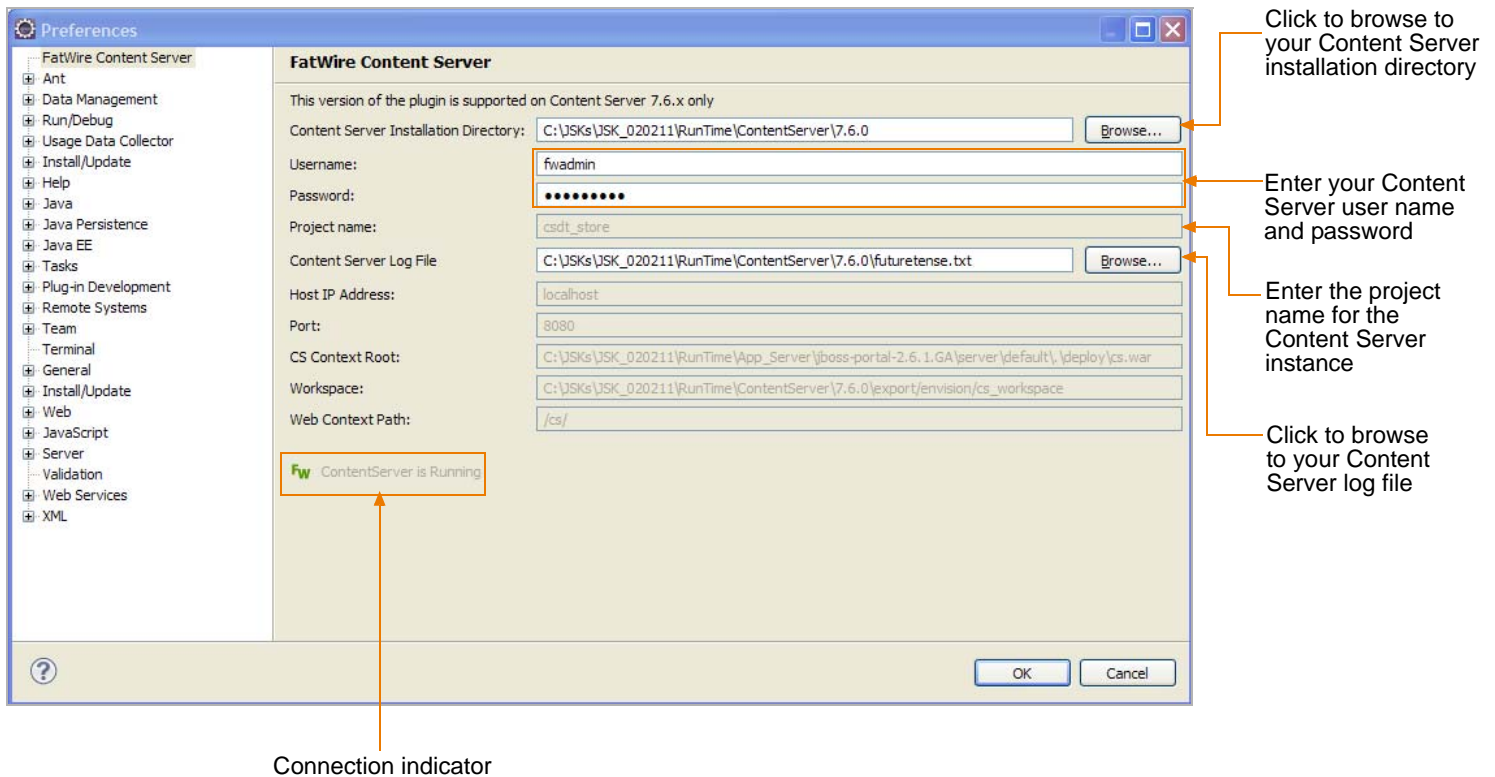 Preferences
FatWire Content Server
Ant
Data Management
Run/Debug
Usage Data Collector
Install/Update
Help
Java
Java Persistence
Java EE
Tasks
Plug-in Development
Remote Systems
Team
Terminal
General
Install/Update
Web
JavaScript
Server
Validation
Web Services
XML
FatWire Content Server
This version of the plugin is supported on Content Server 7.6.x only
Content Server Installation Directory: C:\JSKs\JSK_020211\RunTime\ContentServer\7.6.0 Browse...
Username: fwadmin
Password: ●●●●●●●●●
Project name: csdt_store
Content Server Log File C:\JSKs\JSK_020211\RunTime\ContentServer\7.6.0\futuretense.txt Browse...
Host IP Address: localhost
Port: 8080
CS Context Root: C:\JSKs\JSK_020211\RunTime\App_Server\jboss-portal-2.6.1.GA\server\default\.\deploy\cs.war
Workspace: C:\JSKs\JSK_020211\RunTime\ContentServer\7.6.0\export/envision/cs_workspace
Web Context Path: /cs/
FW ContentServer is Running
? OK Cancel
Click to browse to
your Content Server
installation directory
Enter your Content
Server user name
and password
Enter the project
name for the
Content Server
instance
Click to browse
to your Content
Server log file
Connection indicator